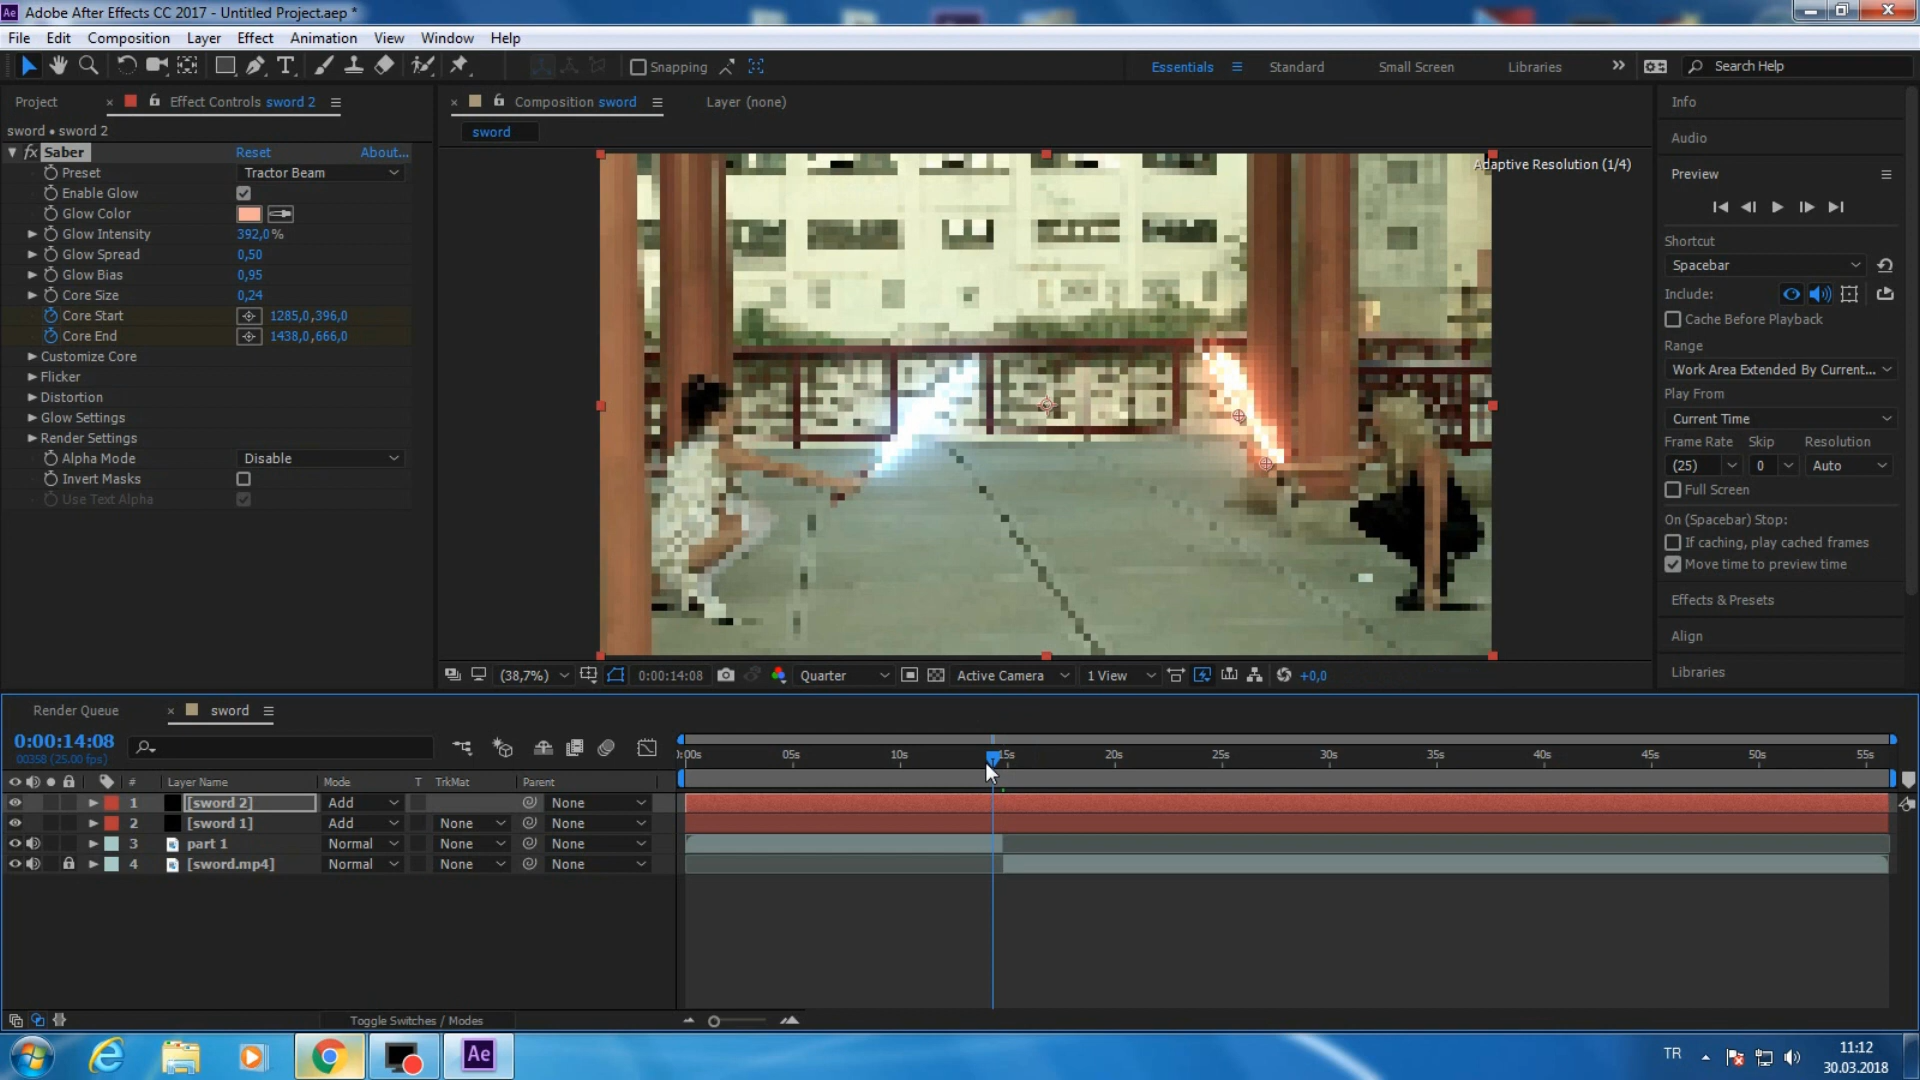 Adobe After Effects CC 2017 - Untitled Project.aep *
File Edit Composition Layer Effect Animation View Window Help
Snapping
Essentials Standard Small Screen Libraries Search Help
Project Effect Controls sword 2
Composition sword Layer (none)
sword • sword 2
sword
fx Saber Reset About...
Preset Tractor Beam
Enable Glow
Glow Color
Glow Intensity 392,0%
Glow Spread 0,50
Glow Bias 0,95
Core Size 0,24
Core Start 1285,0,396,0
Core End 1438,0,666,0
Customize Core
Flicker
Distortion
Glow Settings
Render Settings
Alpha Mode Disable
Invert Masks
Use Text Alpha
Adaptive Resolution (1/4)
(38,7%) 0:00:14:08 Quarter Active Camera 1 View +0,0
Info
Audio
Preview
Shortcut
Spacebar
Include:
Cache Before Playback
Range
Work Area Extended By Current...
Play From
Current Time
Frame Rate Skip Resolution
(25) 0 Auto
Full Screen
On (Spacebar) Stop:
If caching, play cached frames
Move time to preview time
Effects & Presets
Align
Libraries
Render Queue sword
0:00:14:08
00358 (25.00 fps)
:00s 05s 10s 15s 20s 25s 30s 35s 40s 45s 50s 55s
# Layer Name Mode T TrkMat Parent
1 [sword 2] Add None
2 [sword 1] Add None None
3 part 1 Normal None None
4 [sword.mp4] Normal None None
Toggle Switches / Modes
Ae
TR
11:12
30.03.2018